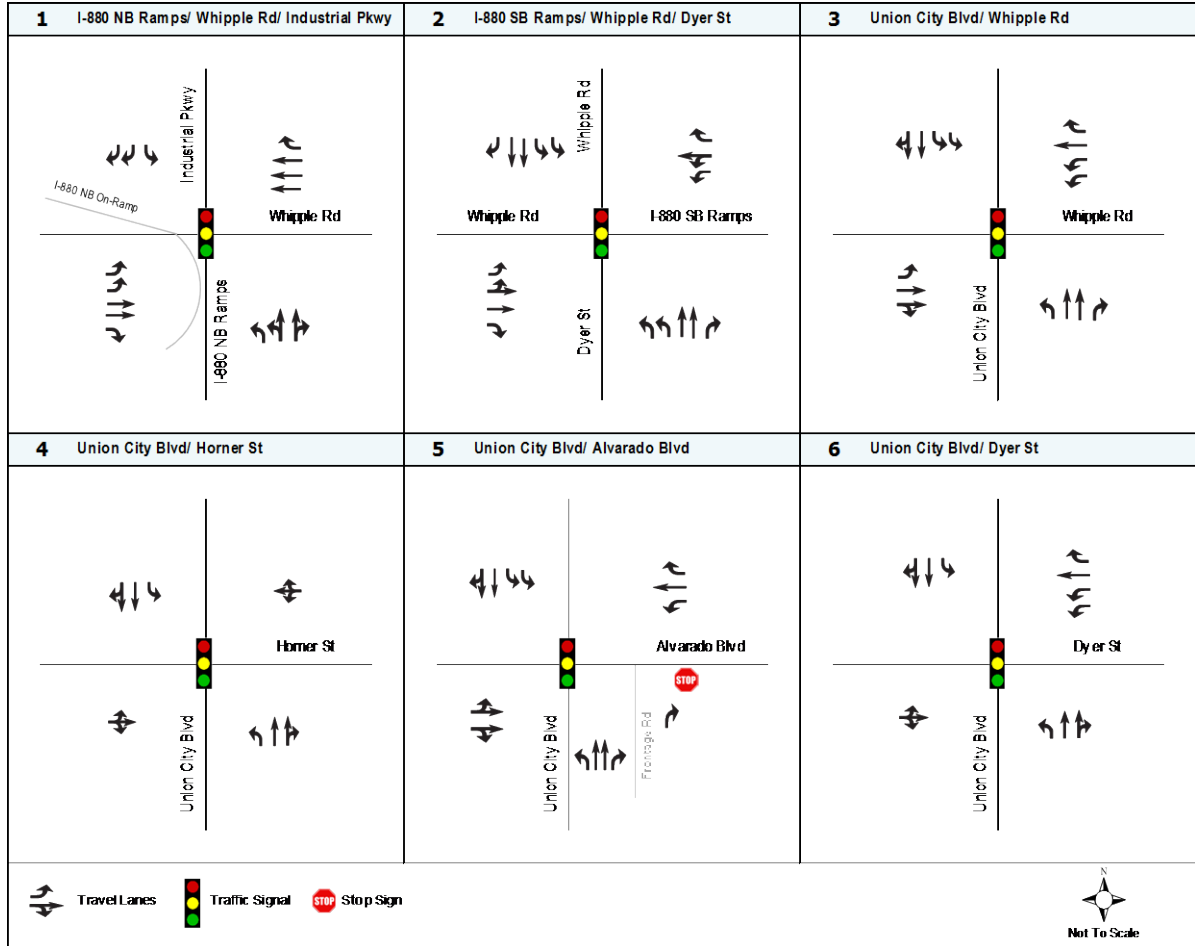 1 I-880 NB Ramps/ Whipple Rd/ Industrial Pkwy
Industrial Pkwy
I-880 NB On-Ramp
Whipple Rd
I-880 NB Ramps
2 I-880 SB Ramps/ Whipple Rd/ Dyer St
Whipple Rd
Whipple Rd
I-880 SB Ramps
Dyer St
3 Union City Blvd/ Whipple Rd
Whipple Rd
Union City Blvd
4 Union City Blvd/ Horner St
Horner St
Union City Blvd
5 Union City Blvd/ Alvarado Blvd
Alvarado Blvd
STOP
Union City Blvd
Frontage Rd
6 Union City Blvd/ Dyer St
Dyer St
Union City Blvd
Travel Lanes
Traffic Signal
STOP Stop Sign
N
Not To Scale